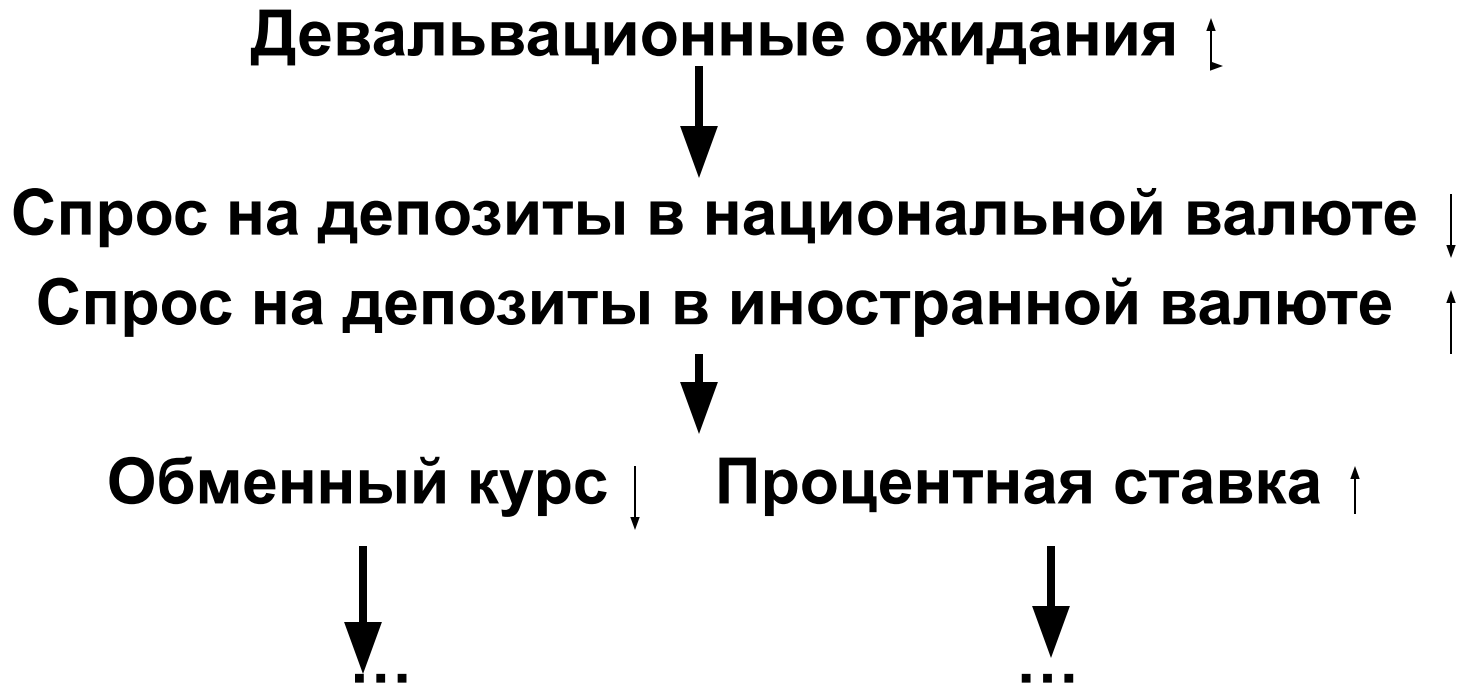 Девальвационные ожидания
Спрос на депозиты в национальной валюте
Спрос на депозиты в иностранной валюте
Обменный курс Процентная ставка
... ...